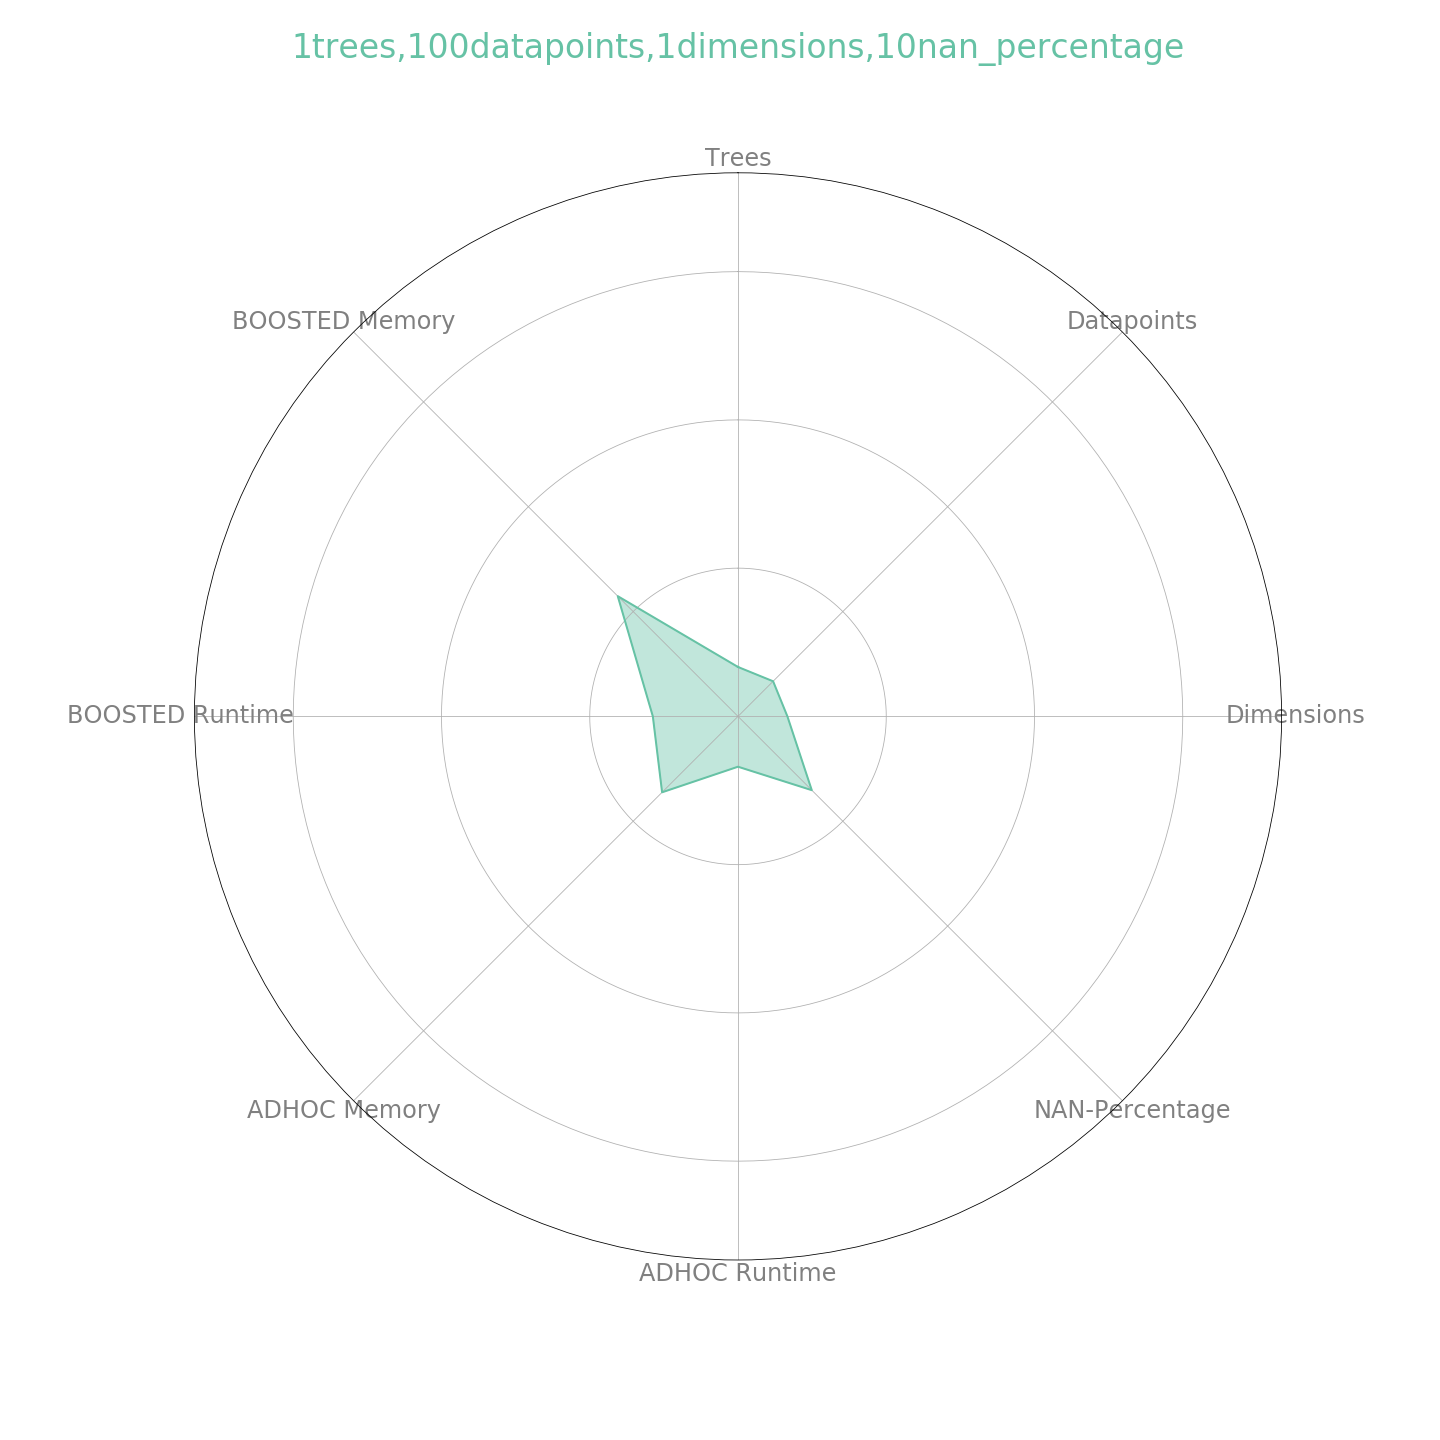 1trees,100datapoints,1dimensions,10nan_percentage
Trees
BOOSTED Memory
Datapoints
BOOSTED Runtime
Dimensions
ADHOC Memory
NAN-Percentage
ADHOC Runtime